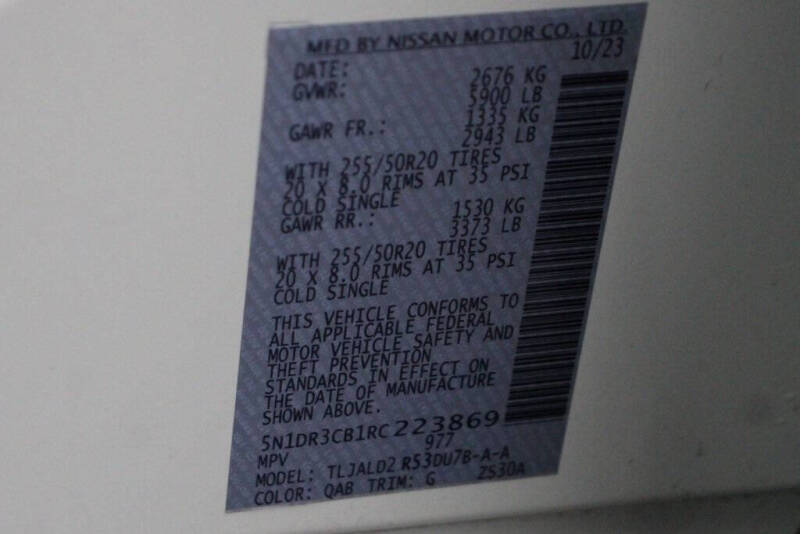 MFD BY NISSAN MOTOR CO., LTD.
DATE: 10/23
GVWR: 2676 KG
5900 LB
GAWR FR.: 1335 KG
2943 LB
WITH 255/50R20 TIRES
20 X 8.0 RIMS AT 35 PSI
COLD SINGLE
GAWR RR.: 1530 KG
3373 LB
WITH 255/50R20 TIRES
20 X 8.0 RIMS AT 35 PSI
COLD SINGLE
THIS VEHICLE CONFORMS TO
ALL APPLICABLE FEDERAL
MOTOR VEHICLE SAFETY AND
THEFT PREVENTION
STANDARDS IN EFFECT ON
THE DATE OF MANUFACTURE
SHOWN ABOVE.
5N1DR3CB1RC223869
MPV 977
MODEL: TLJALD2 R53DU7B-A-A
COLOR: QAB TRIM: G ZS30A